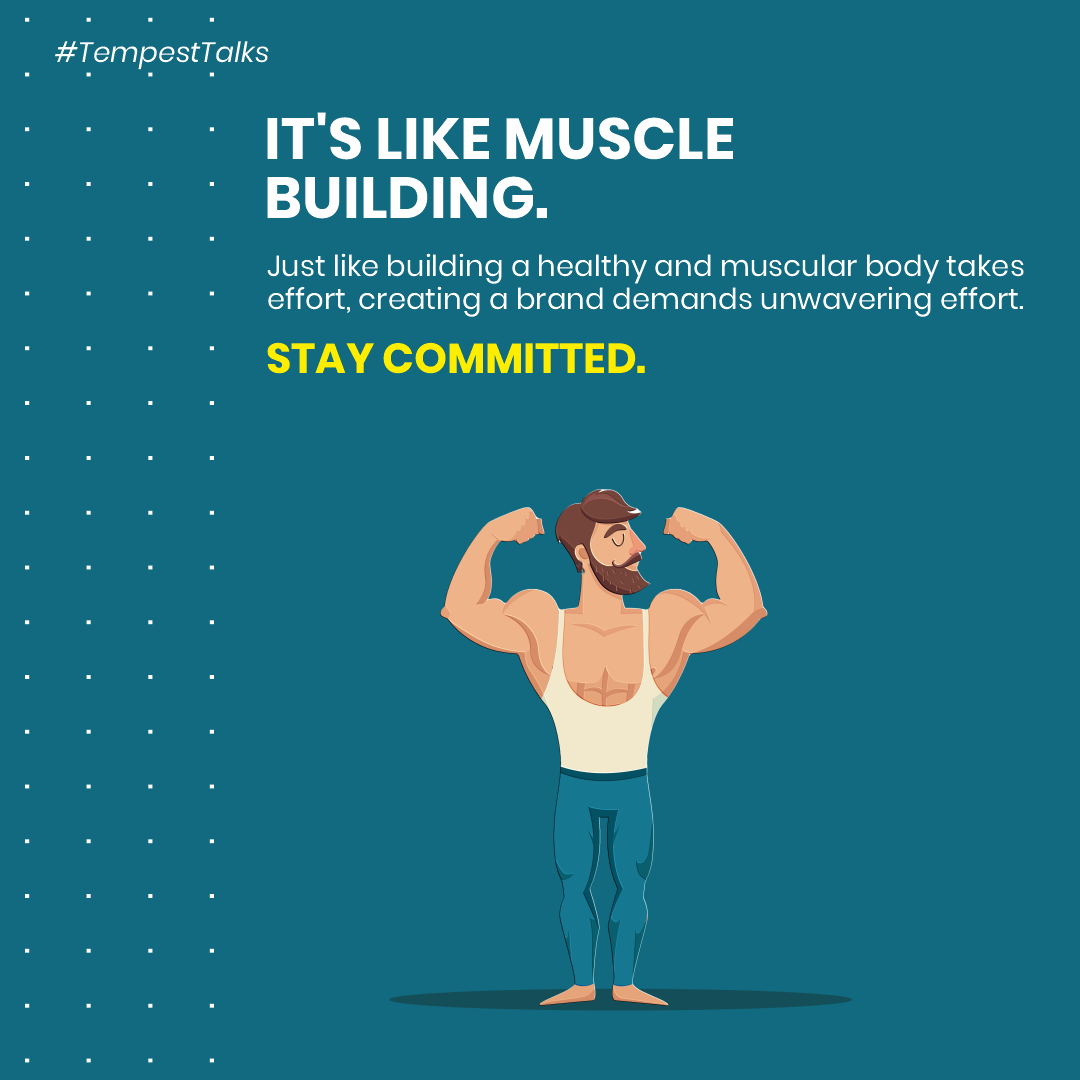 #TempestTalks
IT'S LIKE MUSCLE
BUILDING.
Just like building a healthy and muscular body takes
effort, creating a brand demands unwavering effort.
STAY COMMITTED.